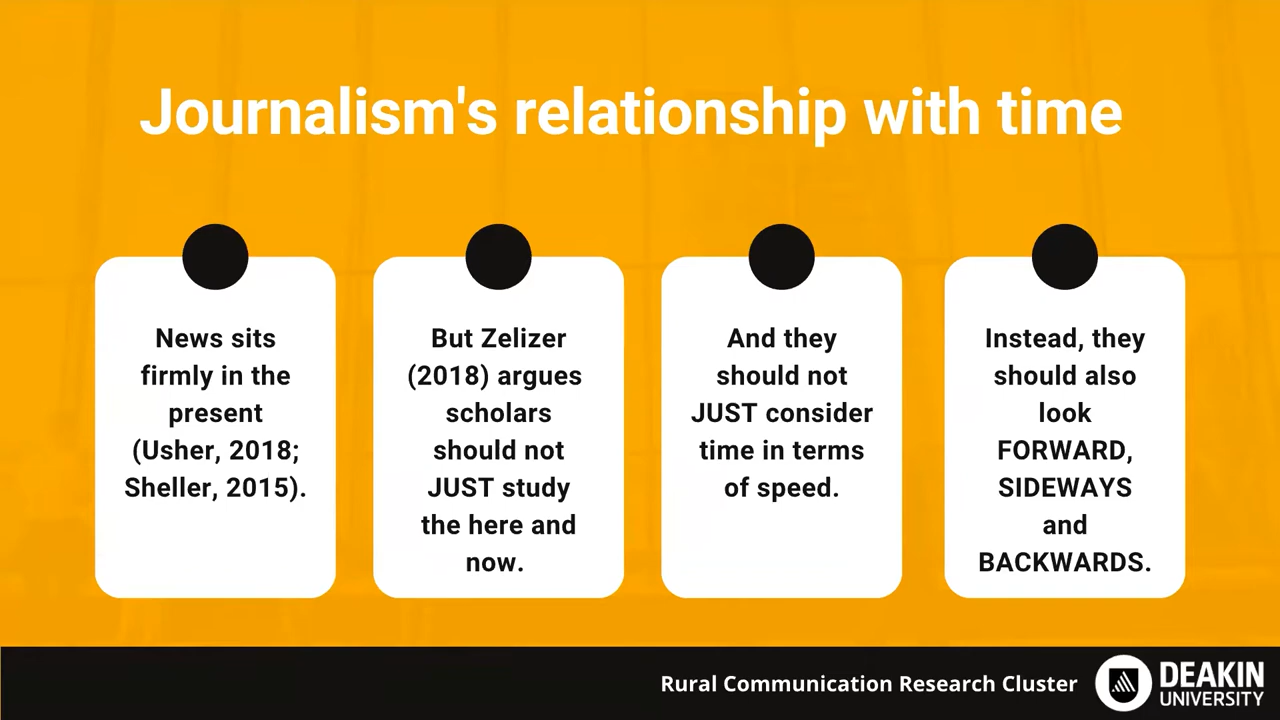 Journalism's relationship with time
News sits
firmly in the
present
(Usher, 2018;
Sheller, 2015).
But Zelizer
(2018) argues
scholars
should not
JUST study
the here and
now.
And they
should not
JUST consider
time in terms
of speed.
Instead, they
should also
look
FORWARD,
SIDEWAYS
and
BACKWARDS.
Rural Communication Research Cluster
DEAKIN
UNIVERSITY